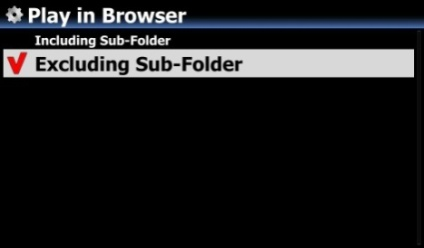 Play in Browser
Including Sub-Folder
Excluding Sub-Folder